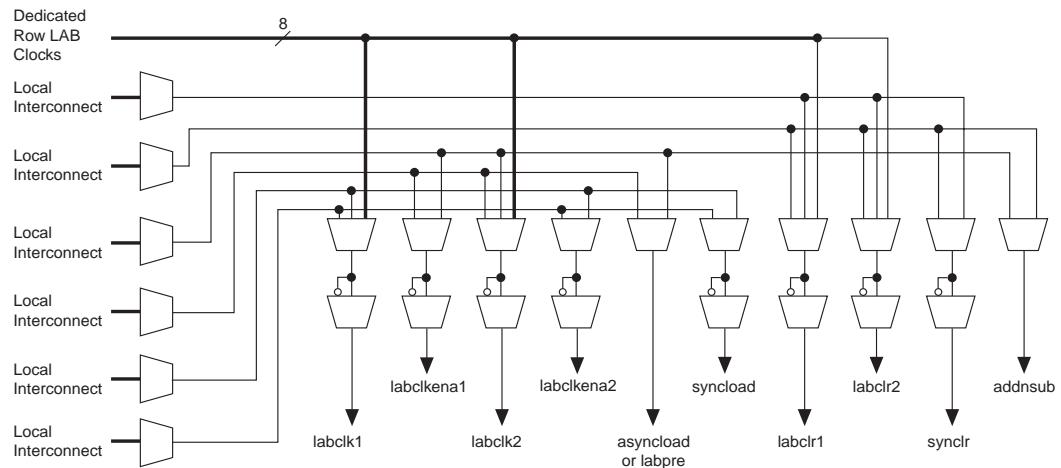 Dedicated
Row LAB
Clocks
8
Local
Interconnect
Local
Interconnect
Local
Interconnect
Local
Interconnect
Local
Interconnect
Local
Interconnect
labclkena1
labclkena2
syncload
labclr2
addnsub
labclk1
labclk2
asyncload
or labpre
labclr1
synclr